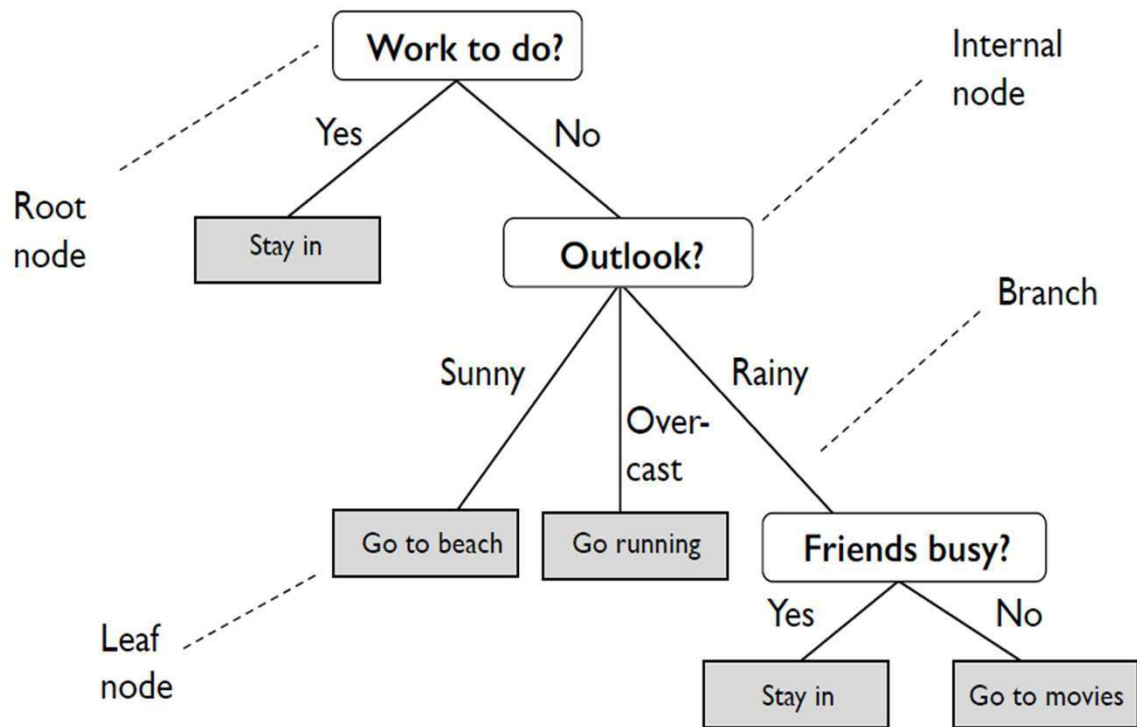 Work to do?
Internal
node
Yes
No
Root
node
Stay in
Outlook?
Branch
Sunny
Rainy
Over-
cast
Go to beach
Go running
Friends busy?
Yes
No
Leaf
node
Stay in
Go to movies